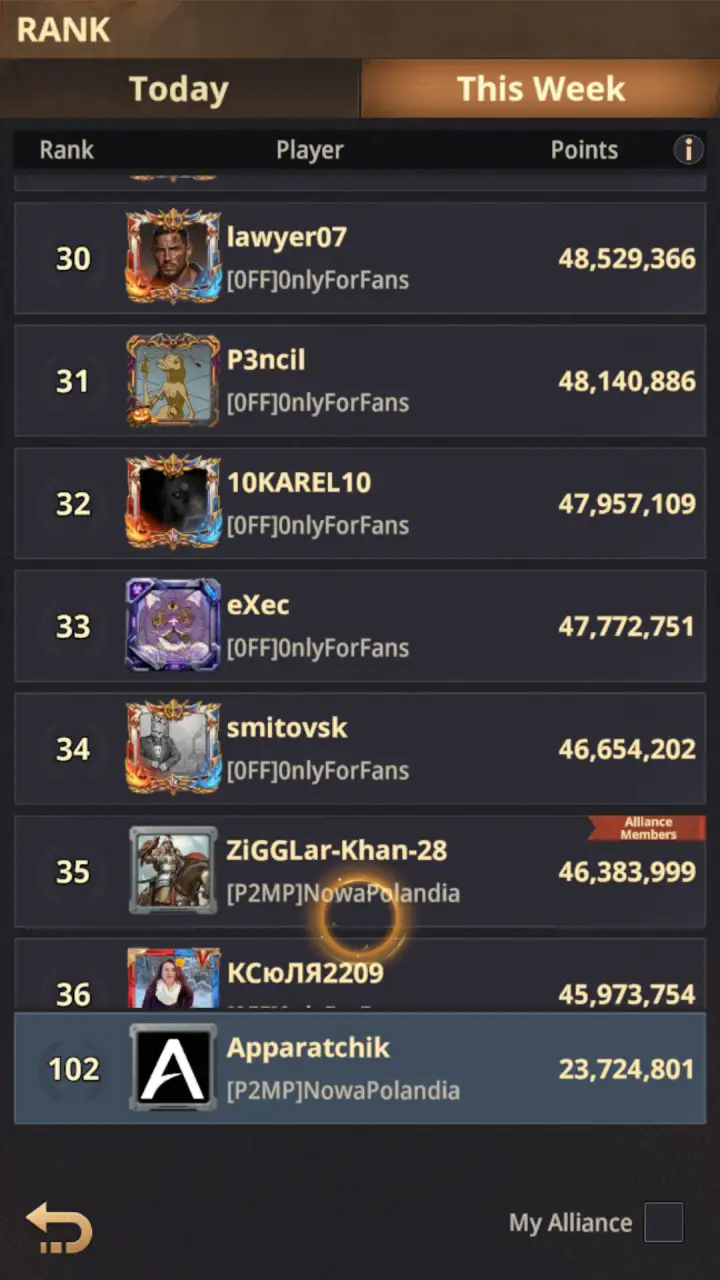 RANK
Today
This Week
Rank
Player
Points
i
30
lawyer07
[0FF]0nlyForFans
48,529,366
31
P3ncil
[0FF]0nlyForFans
48,140,886
32
10KAREL10
[0FF]0nlyForFans
47,957,109
33
eXec
[0FF]0nlyForFans
47,772,751
34
smitovsk
[0FF]0nlyForFans
46,654,202
Alliance
Members
35
ZiGGLar-Khan-28
[P2MP]NowaPolandia
46,383,999
36
КСюЛЯ2209
45,973,754
102
Apparatchik
[P2MP]NowaPolandia
23,724,801
My Alliance